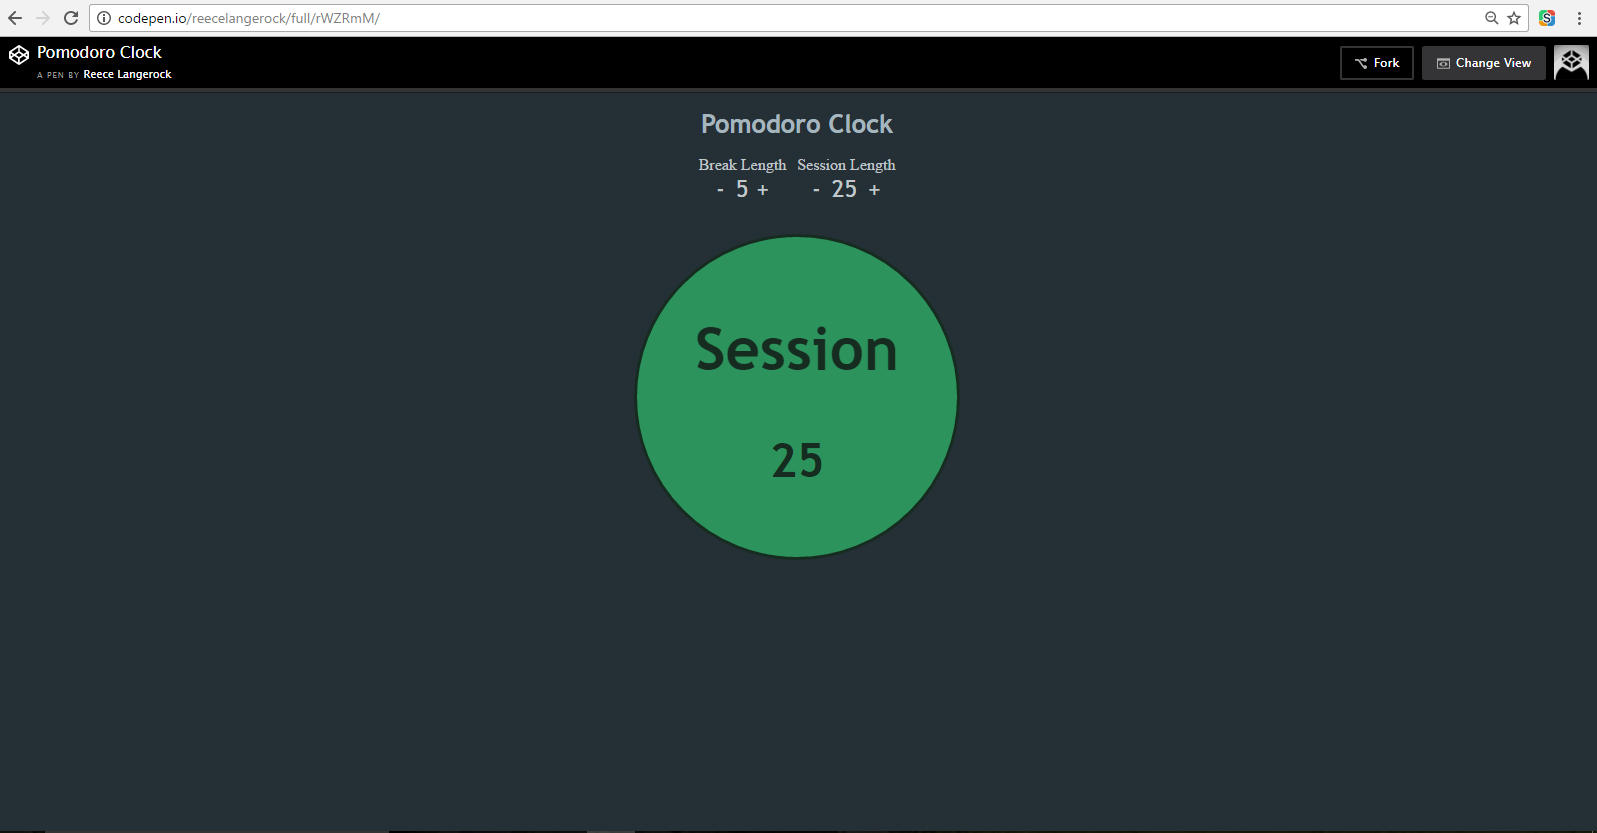 codepen.io/reecelangerock/full/rWZRmM/
Pomodoro Clock
A PEN BY Reece Langerock
Fork
Change View
S
Pomodoro Clock
Break Length Session Length
- 5 + - 25 +
Session
25